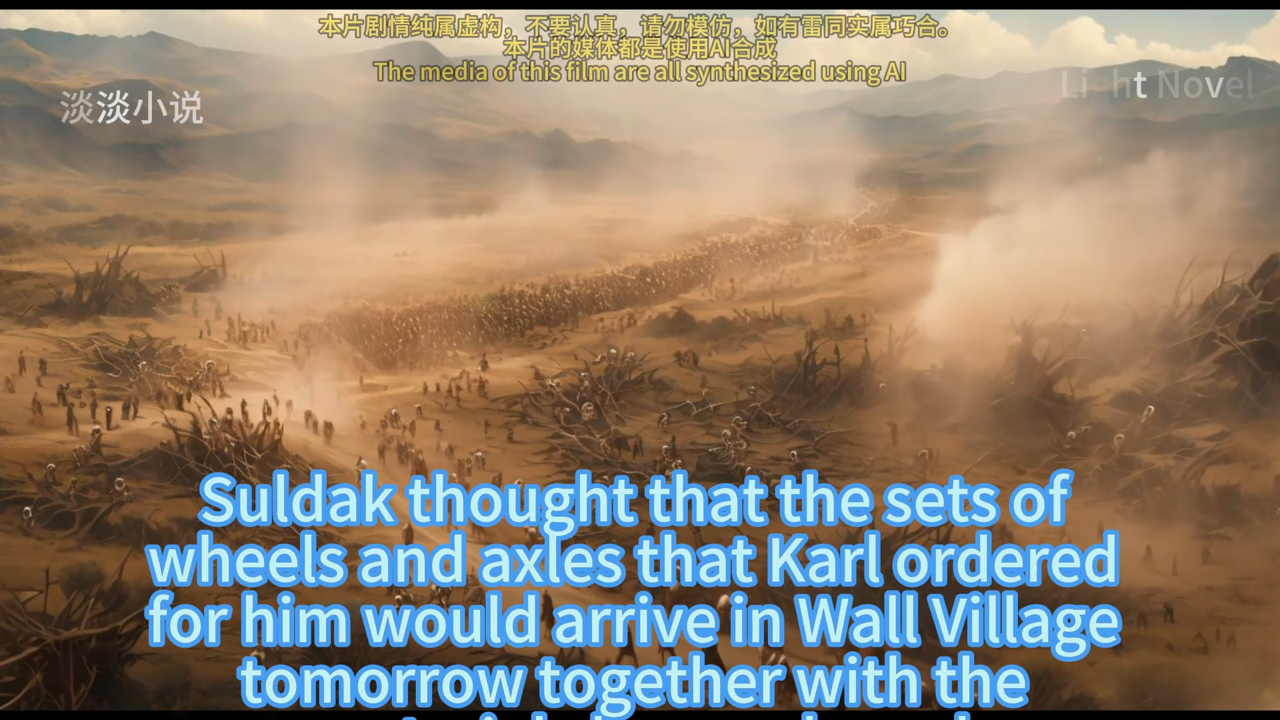 本片剧情纯属虚构，不要认真，请勿模仿，如有雷同实属巧合。
本片的媒体都是使用AI合成
The media of this film are all synthesized using AI
淡淡小说
Light Novel
Suldak thought that the sets of
wheels and axles that Karl ordered
for him would arrive in Wall Village
tomorrow together with the